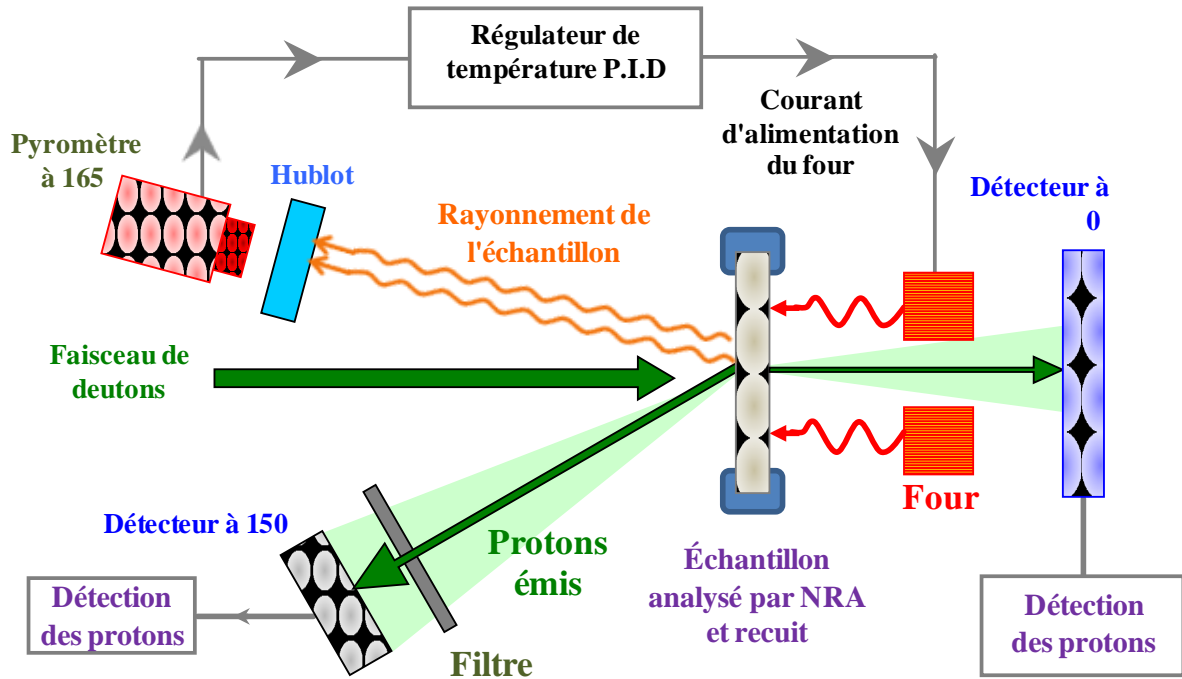 Régulateur de
température P.I.D
Courant
d'alimentation
du four
Pyromètre
à 165
Hublot
Rayonnement de
l'échantillon
Détecteur à
0
Faisceau de
deutons
Four
Détecteur à 150
Protons
émis
Échantillon
analysé par NRA
et recuit
Détection
des protons
Détection
des protons
Filtre